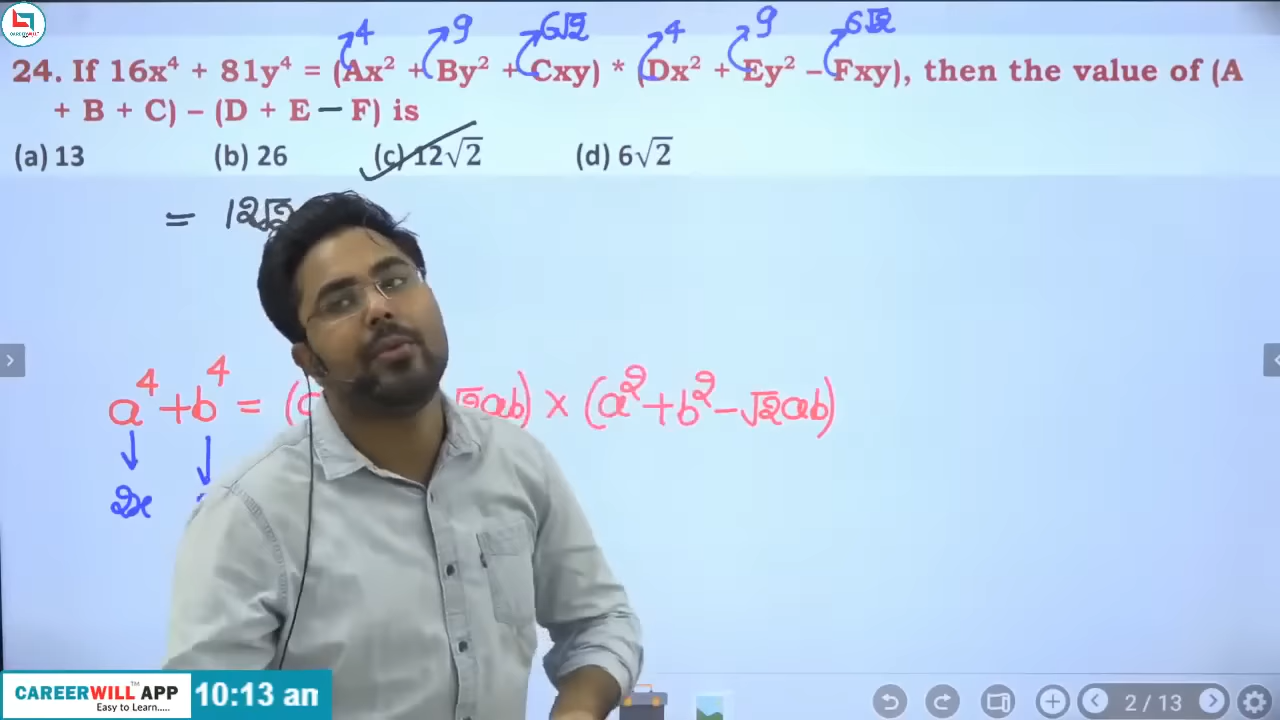 4 9 6√2 4 9 6√2
24. If 16x⁴ + 81y⁴ = (Ax² + By² + Cxy) * (Dx² + Ey² – Fxy), then the value of (A
+ B + C) – (D + E – F) is
(a) 13 (b) 26 (c) 12√2 (d) 6√2
= 12√2
a⁴ + b⁴ = ( √2ab) × (a² + b² - √2ab)
2x
CAREERWILL APP
Easy to Learn.....
10:13 an
2 / 13